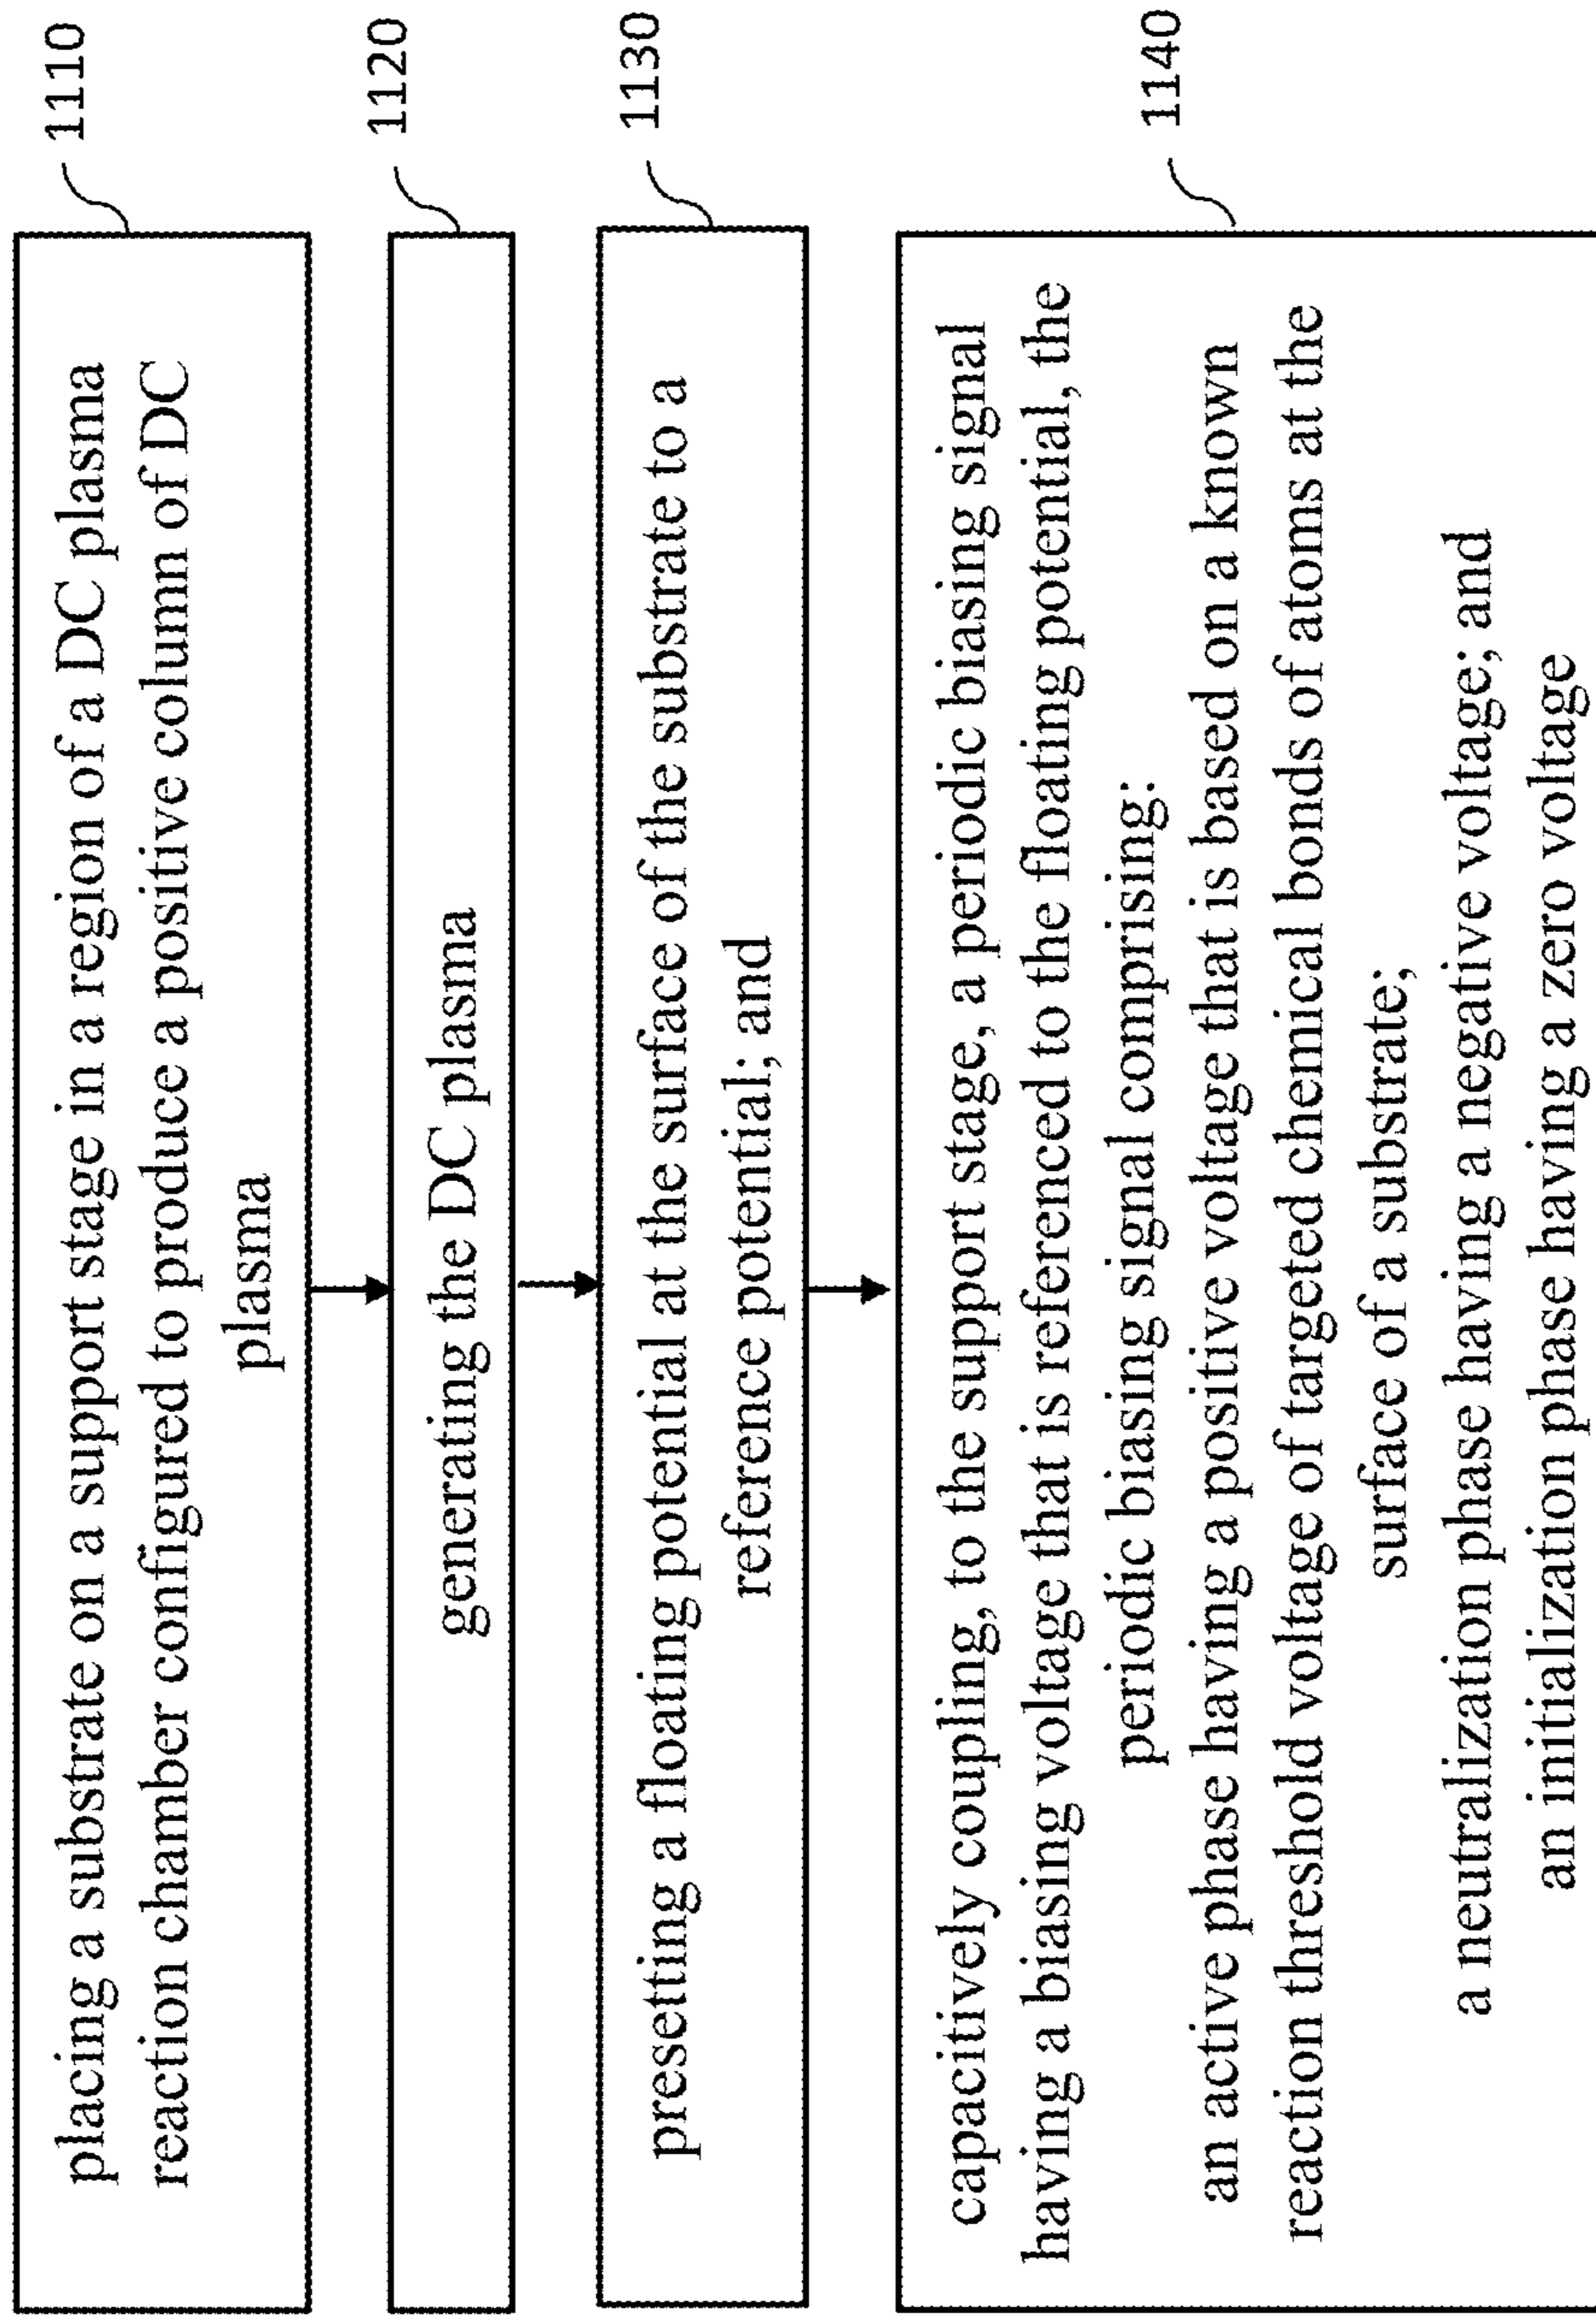 placing a substrate on a support stage in a region of a DC plasma
reaction chamber configured to produce a positive column of DC
plasma
1110
generating the DC plasma
1120
presetting a floating potential at the surface of the substrate to a
reference potential; and
1130
capacitively coupling, to the support stage, a periodic biasing signal
having a biasing voltage that is referenced to the floating potential, the
periodic biasing signal comprising:
an active phase having a positive voltage that is based on a known
reaction threshold voltage of targeted chemical bonds of atoms at the
surface of a substrate;
a neutralization phase having a negative voltage; and
an initialization phase having a zero voltage
1140